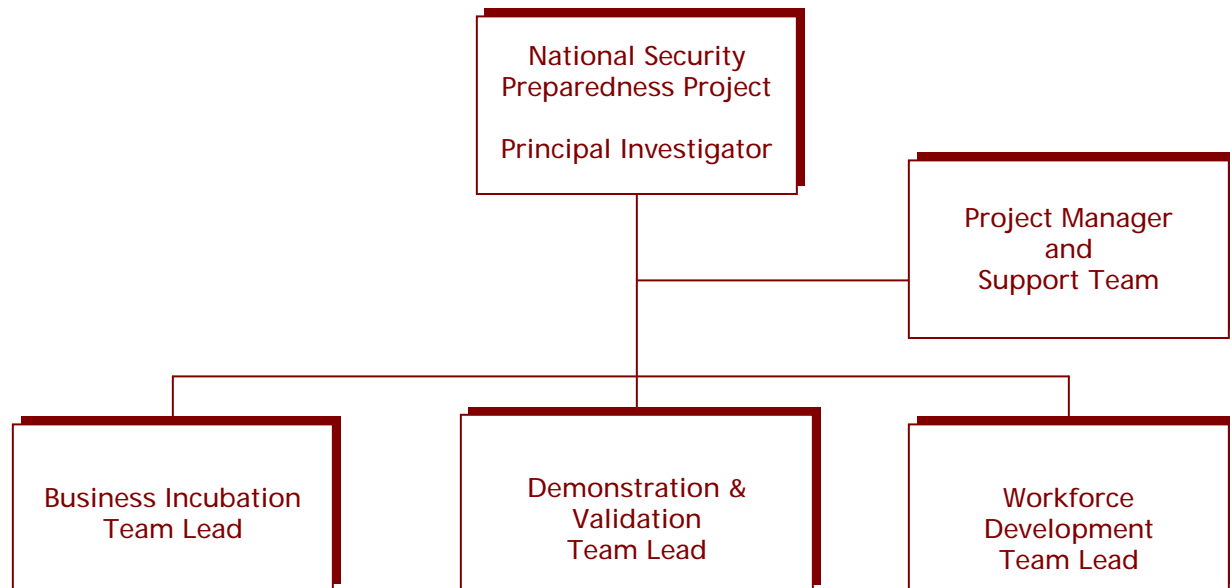 National Security
Preparedness Project
Principal Investigator
Project Manager
and
Support Team
Business Incubation
Team Lead
Demonstration &
Validation
Team Lead
Workforce
Development
Team Lead